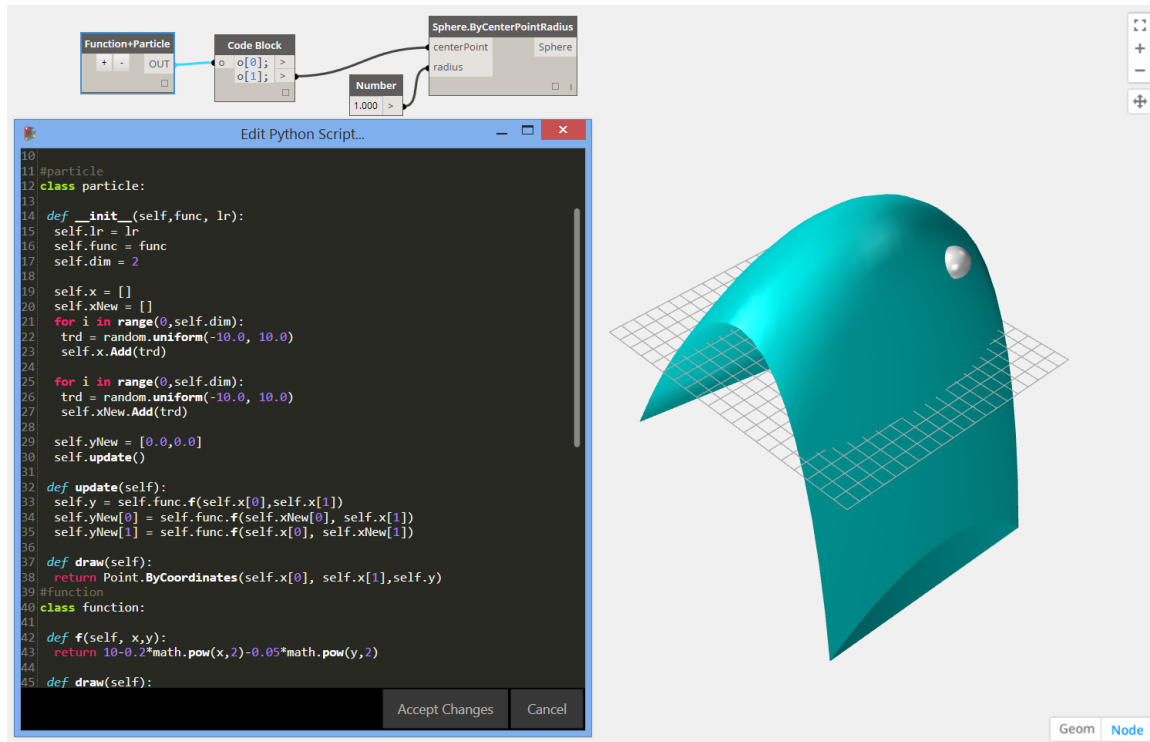 Function+Particle
+ - OUT
Code Block
o o[0]; >
o[1]; >
Number
1.000 >
Sphere.ByCenterPointRadius
centerPoint Sphere
radius
Edit Python Script...
10
11 #particle
12 class particle:
13
14 def __init__(self,func, lr):
15 self.lr = lr
16 self.func = func
17 self.dim = 2
18
19 self.x = []
20 self.xNew = []
21 for i in range(0,self.dim):
22 trd = random.uniform(-10.0, 10.0)
23 self.x.Add(trd)
24
25 for i in range(0,self.dim):
26 trd = random.uniform(-10.0, 10.0)
27 self.xNew.Add(trd)
28
29 self.yNew = [0.0,0.0]
30 self.update()
31
32 def update(self):
33 self.y = self.func.f(self.x[0],self.x[1])
34 self.yNew[0] = self.func.f(self.xNew[0], self.x[1])
35 self.yNew[1] = self.func.f(self.x[0], self.xNew[1])
36
37 def draw(self):
38 return Point.ByCoordinates(self.x[0], self.x[1],self.y)
39 #function
40 class function:
41
42 def f(self, x,y):
43 return 10-0.2*math.pow(x,2)-0.05*math.pow(y,2)
44
45 def draw(self):
Accept Changes
Cancel
Geom Node